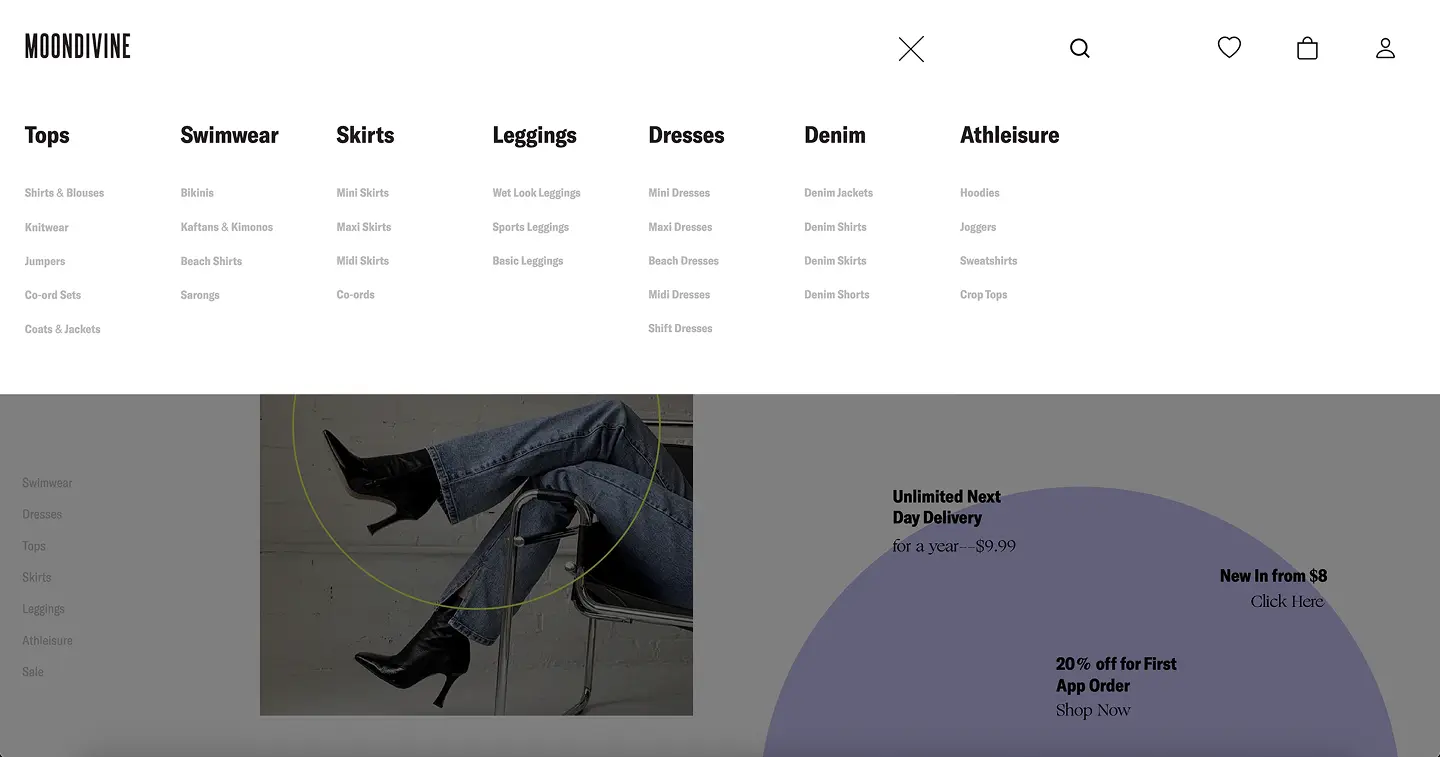 MOONDIVINE
Tops
Shirts & Blouses
Knitwear
Jumpers
Co-ord Sets
Coats & Jackets
Swimwear
Bikinis
Kaftans & Kimonos
Beach Shirts
Sarongs
Skirts
Mini Skirts
Maxi Skirts
Midi Skirts
Co-ords
Leggings
Wet Look Leggings
Sports Leggings
Basic Leggings
Dresses
Mini Dresses
Maxi Dresses
Beach Dresses
Midi Dresses
Shift Dresses
Denim
Denim Jackets
Denim Shirts
Denim Skirts
Denim Shorts
Athleisure
Hoodies
Joggers
Sweatshirts
Crop Tops
Swimwear
Dresses
Tops
Skirts
Leggings
Athleisure
Sale
Unlimited Next
Day Delivery
for a year—$9.99
New In from $8
Click Here
20% off for First
App Order
Shop Now